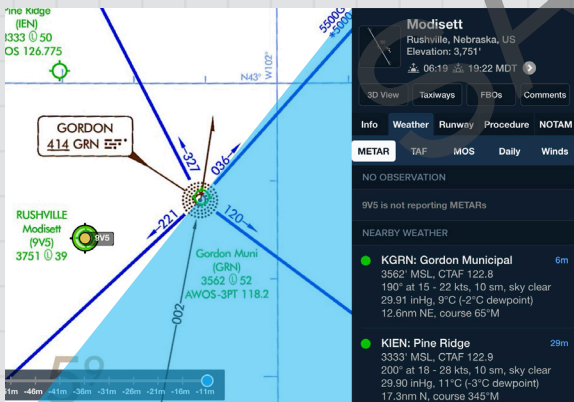 Pine Ridge
(IEN)
3333 50
OS 126.775
5500G
*5000
N43°
W102°
GORDON
414 GRN
327
036
221
120
002
RUSHVILLE
Modisett
(9V5)
3751 39
9V5
Gordon Muni
(GRN)
3562 52
AWOS-3PT 118.2
5°
51m -46m -41m -36m -31m -26m -21m -16m -11m
Modisett
Rushville, Nebraska, US
Elevation: 3,751'
06:19 19:22 MDT
3D View Taxiways FBOs Comments
Info Weather Runway Procedure NOTAM
METAR TAF MOS Daily Winds
NO OBSERVATION
9V5 is not reporting METARs
NEARBY WEATHER
KGRN: Gordon Municipal 6m
3562' MSL, CTAF 122.8
190° at 15 - 22 kts, 10 sm, sky clear
29.91 inHg, 9°C (-2°C dewpoint)
12.6nm NE, course 65°M
KIEN: Pine Ridge 29m
3333' MSL, CTAF 122.9
200° at 18 - 28 kts, 10 sm, sky clear
29.90 inHg, 11°C (-3°C dewpoint)
17.3nm N, course 345°M